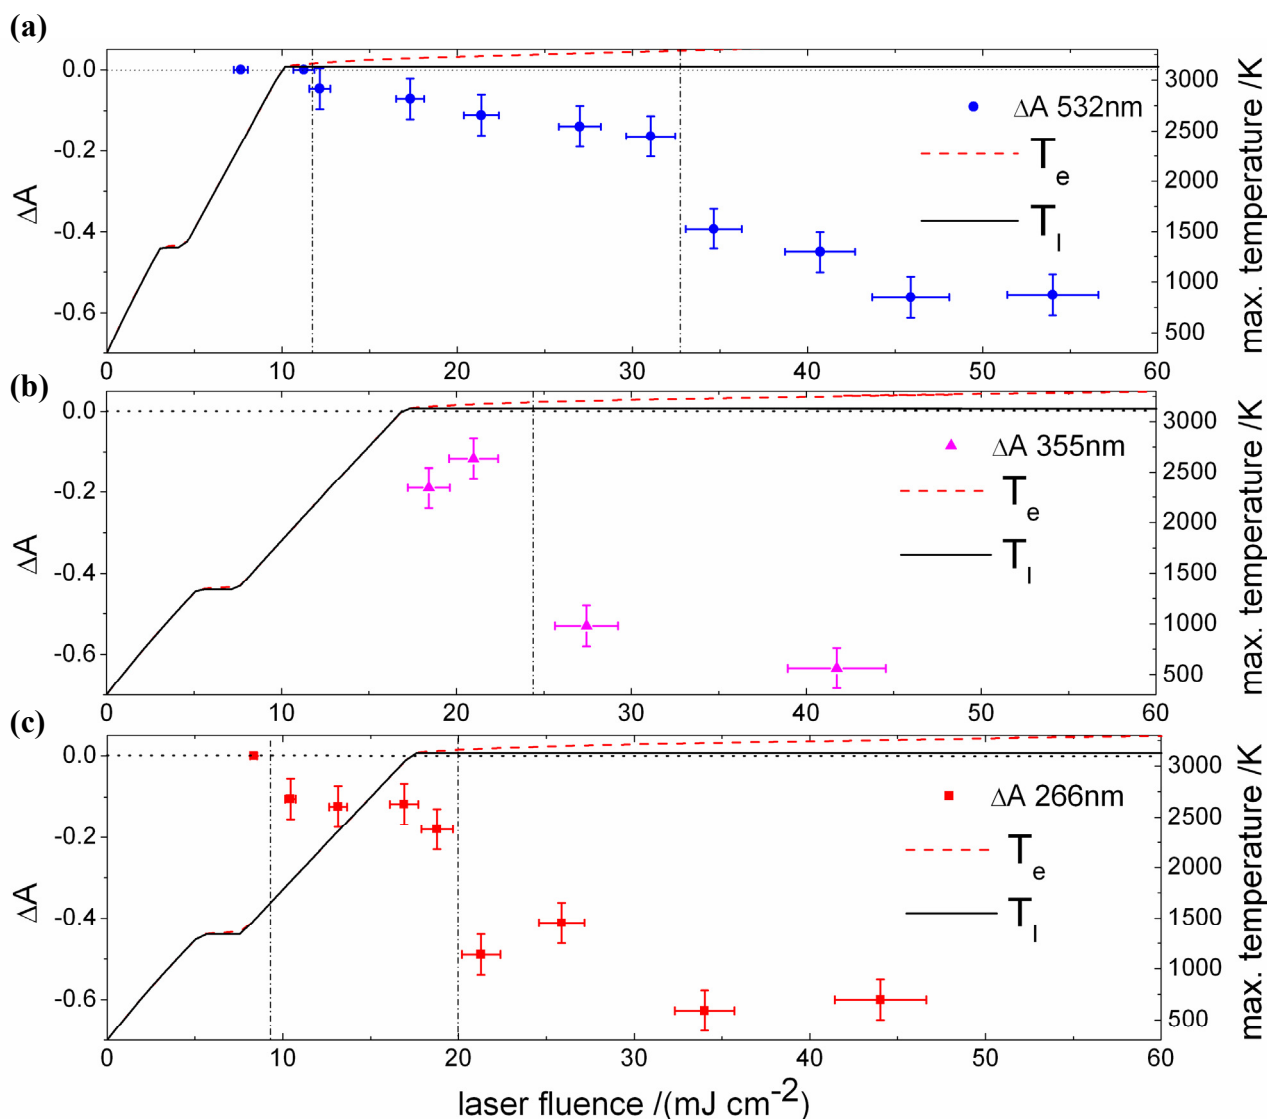 (a)
0.0
-0.2
-0.4
-0.6
ΔA
3000
2500
2000
1500
1000
500
max. temperature /K
ΔA 532nm
Te
Tl
0 10 20 30 40 50 60
(b)
0.0
-0.2
-0.4
-0.6
ΔA
3000
2500
2000
1500
1000
500
max. temperature /K
ΔA 355nm
Te
Tl
0 10 20 30 40 50 60
(c)
0.0
-0.2
-0.4
-0.6
ΔA
3000
2500
2000
1500
1000
500
max. temperature /K
ΔA 266nm
Te
Tl
0 10 20 30 40 50 60
laser fluence /(mJ cm-2)